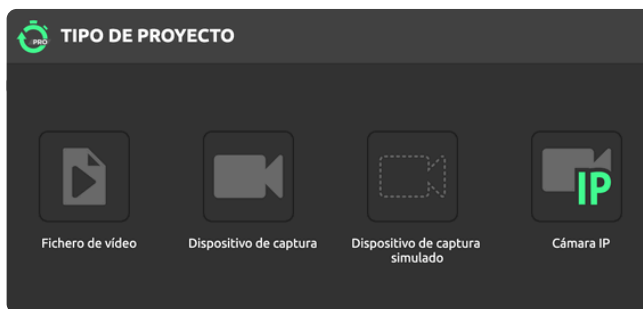 PRO
TIPO DE PROYECTO
IP
Fichero de vídeo
Dispositivo de captura
Dispositivo de captura
simulado
Cámara IP